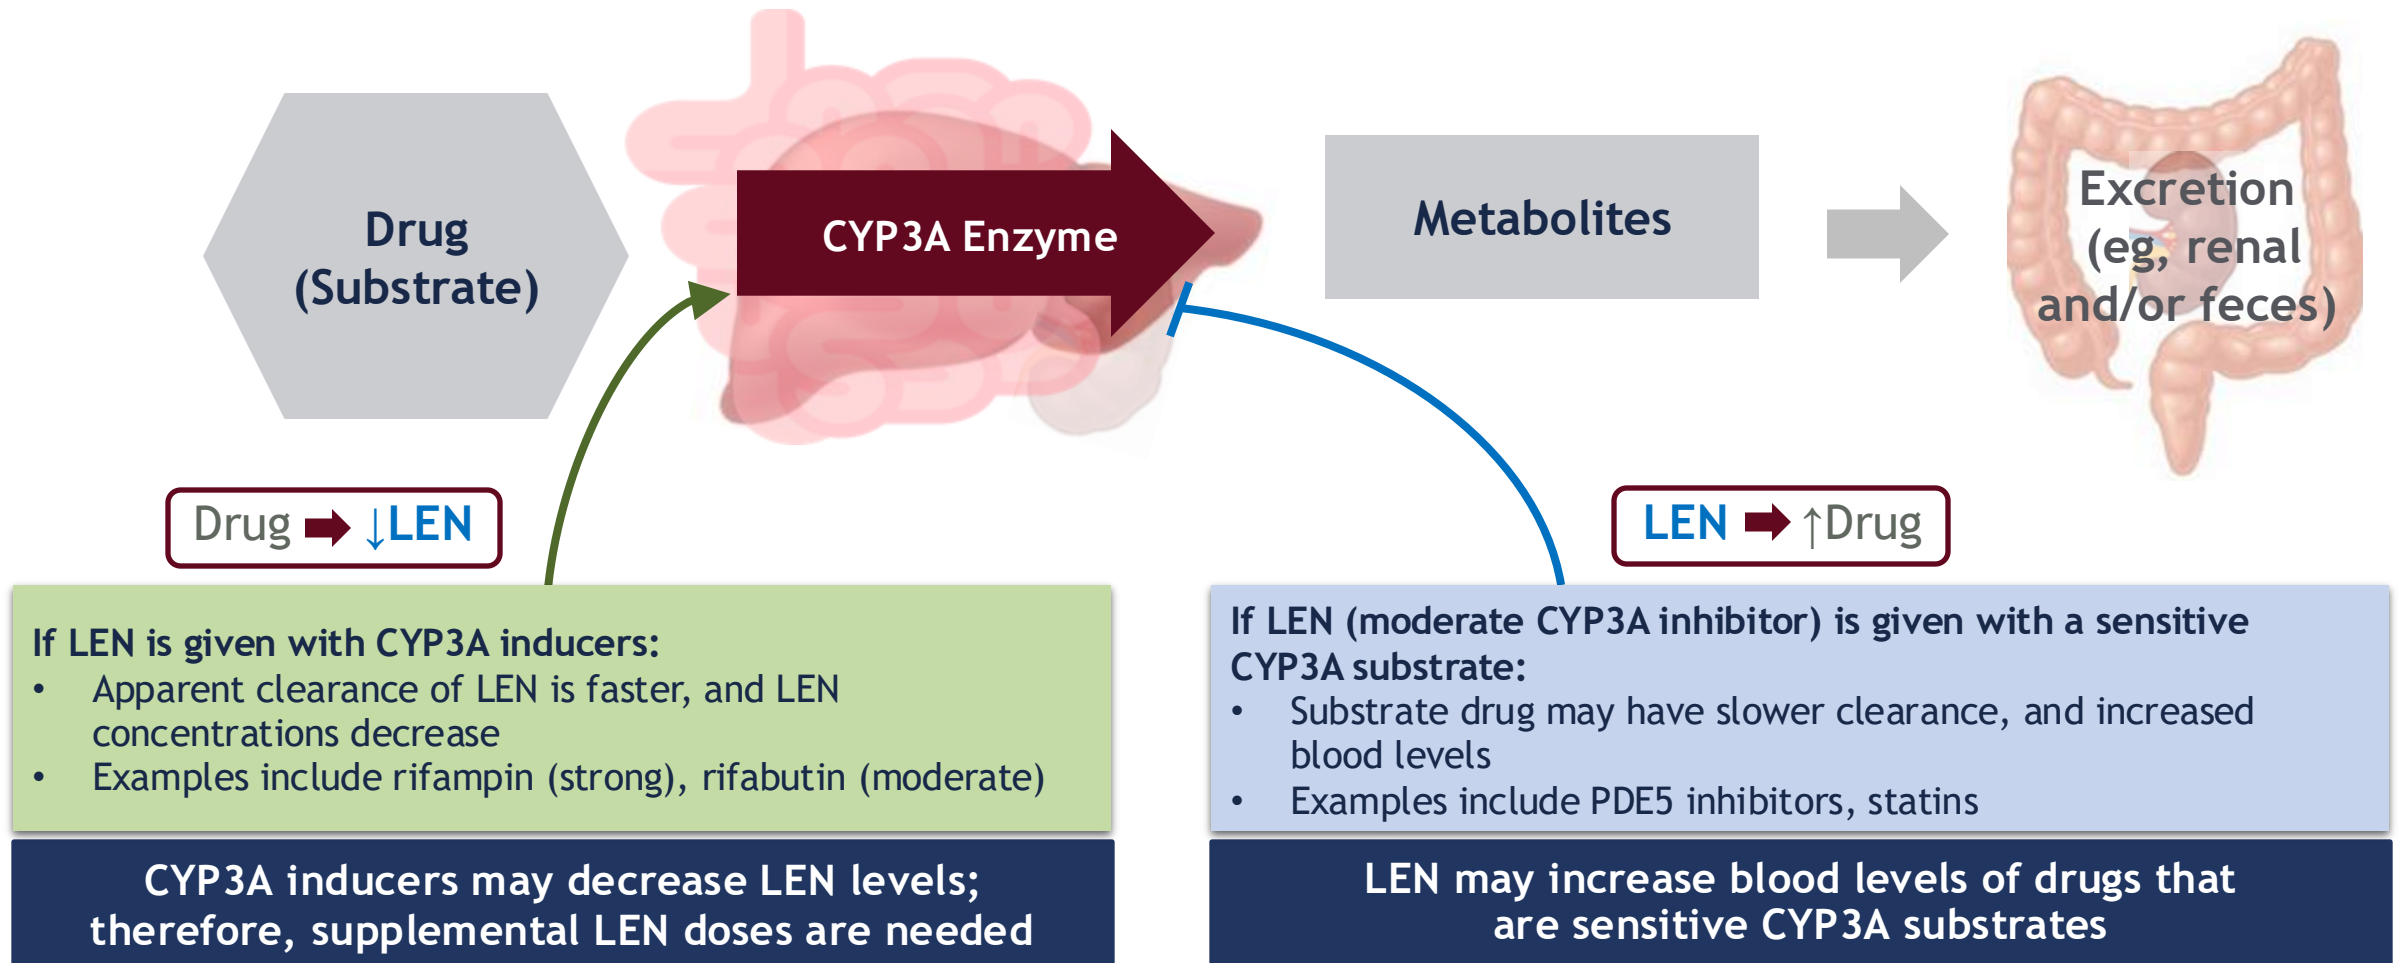 Drug
(Substrate)
CYP3A Enzyme
Metabolites
Excretion
(eg, renal
and/or feces)
Drug ➡ ↓LEN
LEN ➡ ↑Drug
If LEN is given with CYP3A inducers:
• Apparent clearance of LEN is faster, and LEN
concentrations decrease
• Examples include rifampin (strong), rifabutin (moderate)
CYP3A inducers may decrease LEN levels;
therefore, supplemental LEN doses are needed
If LEN (moderate CYP3A inhibitor) is given with a sensitive
CYP3A substrate:
• Substrate drug may have slower clearance, and increased
blood levels
• Examples include PDE5 inhibitors, statins
LEN may increase blood levels of drugs that
are sensitive CYP3A substrates